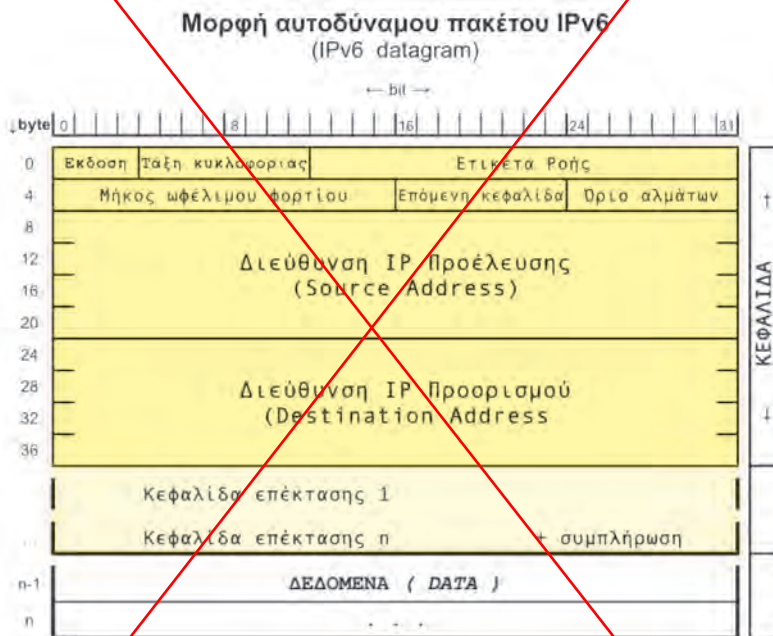 Μορφή αυτοδύναμου πακέτου IPv6
(IPv6 datagram)
← bit →
↓byte 0 8 16 24 31
0 Έκδοση Τάξη κυκλοφορίας Ετικέτα Ροής
4 Μήκος ωφέλιμου φορτίου Επόμενη κεφαλίδα Όριο αλμάτων
8
12 Διεύθυνση IP Προέλευσης
16 (Source Address)
20
24
28 Διεύθυνση IP Προορισμού
32 (Destination Address
36
Κεφαλίδα επέκτασης 1
... Κεφαλίδα επέκτασης n + συμπλήρωση
n-1 ΔΕΔΟΜΕΝΑ ( DATA )
n . . .
← ΚΕΦΑΛΙΔΑ →